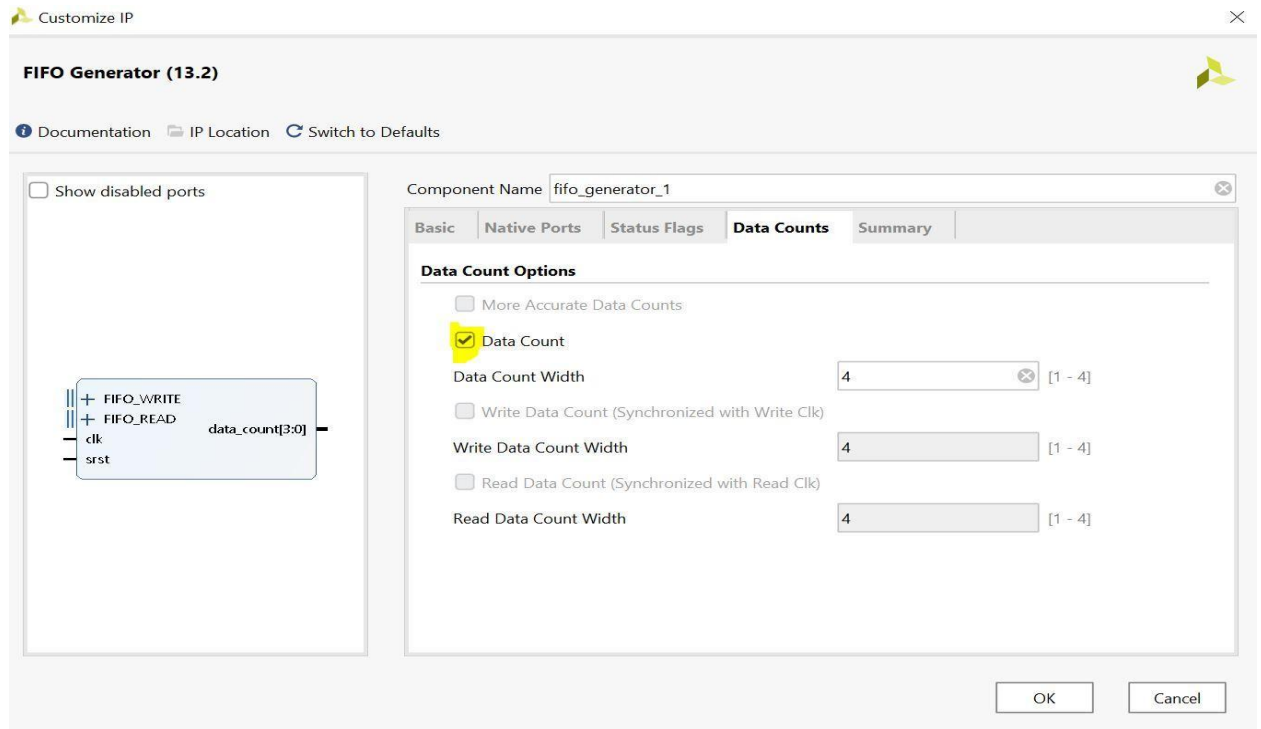 Customize IP
FIFO Generator (13.2)
Documentation IP Location Switch to Defaults
Show disabled ports
FIFO_WRITE
FIFO_READ
clk
srst
data_count[3:0]
Component Name fifo_generator_1
Basic Native Ports Status Flags Data Counts Summary
Data Count Options
More Accurate Data Counts
Data Count
Data Count Width 4 [1 - 4]
Write Data Count (Synchronized with Write Clk)
Write Data Count Width 4 [1 - 4]
Read Data Count (Synchronized with Read Clk)
Read Data Count Width 4 [1 - 4]
OK Cancel